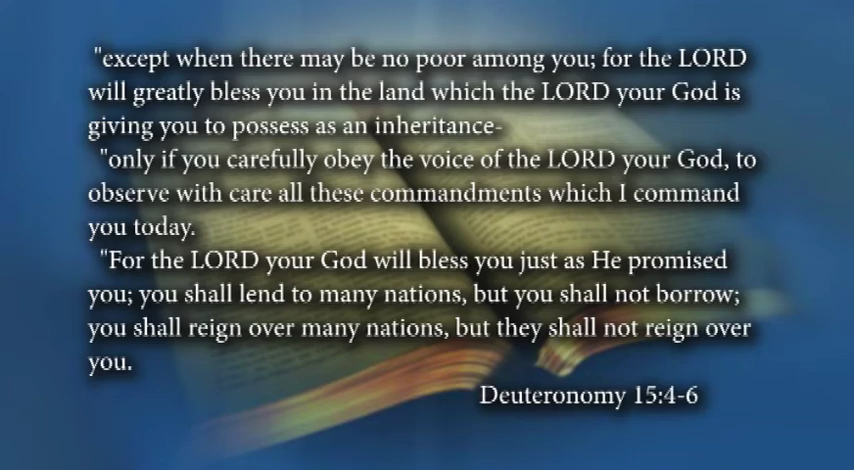 "except when there may be no poor among you; for the LORD
will greatly bless you in the land which the LORD your God is
giving you to possess as an inheritance-
"only if you carefully obey the voice of the LORD your God, to
observe with care all these commandments which I command
you today.
"For the LORD your God will bless you just as He promised
you; you shall lend to many nations, but you shall not borrow;
you shall reign over many nations, but they shall not reign over
you.
Deuteronomy 15:4-6